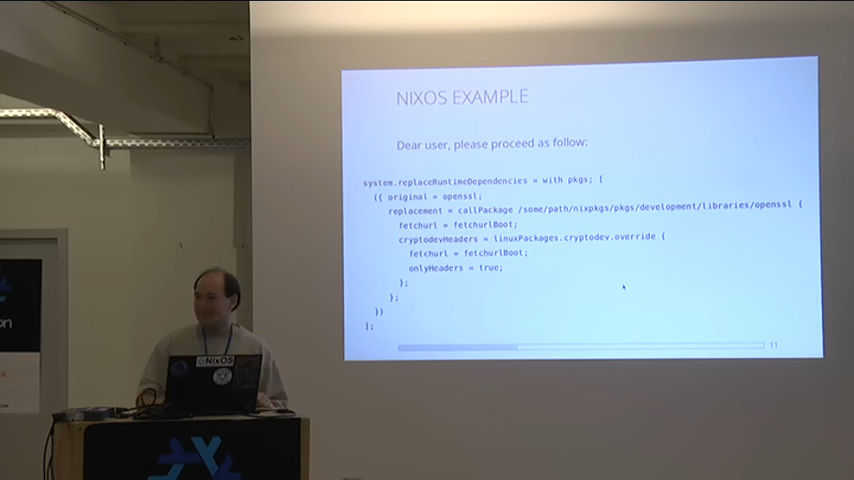 NIXOS EXAMPLE
Dear user, please proceed as follow:
system.replaceRuntimeDependencies = with pkgs; [
({ original = openssl;
replacement = callPackage /some/path/nixpkgs/pkgs/development/libraries/openssl {
fetchurl = fetchurlBoot;
cryptodevHeaders = linuxPackages.cryptodev.override {
fetchurl = fetchurlBoot;
onlyHeaders = true;
};
};
})
];
11
NixOS
on